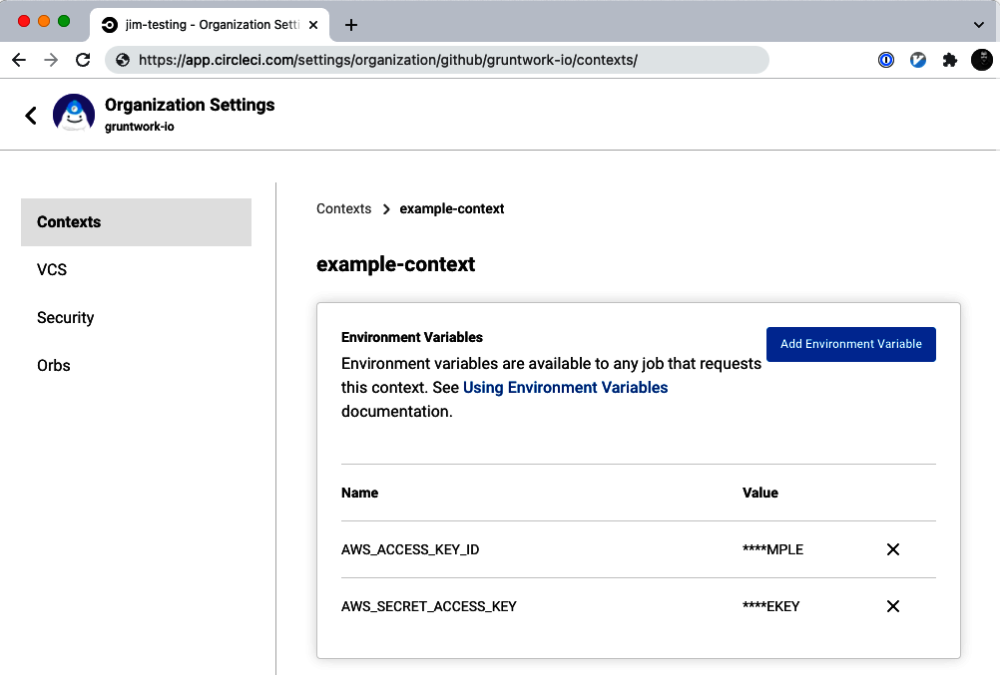 jim-testing - Organization Setti
https://app.circleci.com/settings/organization/github/gruntwork-io/contexts/
Organization Settings
gruntwork-io
Contexts
VCS
Security
Orbs
Contexts > example-context
example-context
Environment Variables
Add Environment Variable
Environment variables are available to any job that requests
this context. See Using Environment Variables
documentation.
Name Value
AWS_ACCESS_KEY_ID ****MPLE
AWS_SECRET_ACCESS_KEY ****EKEY